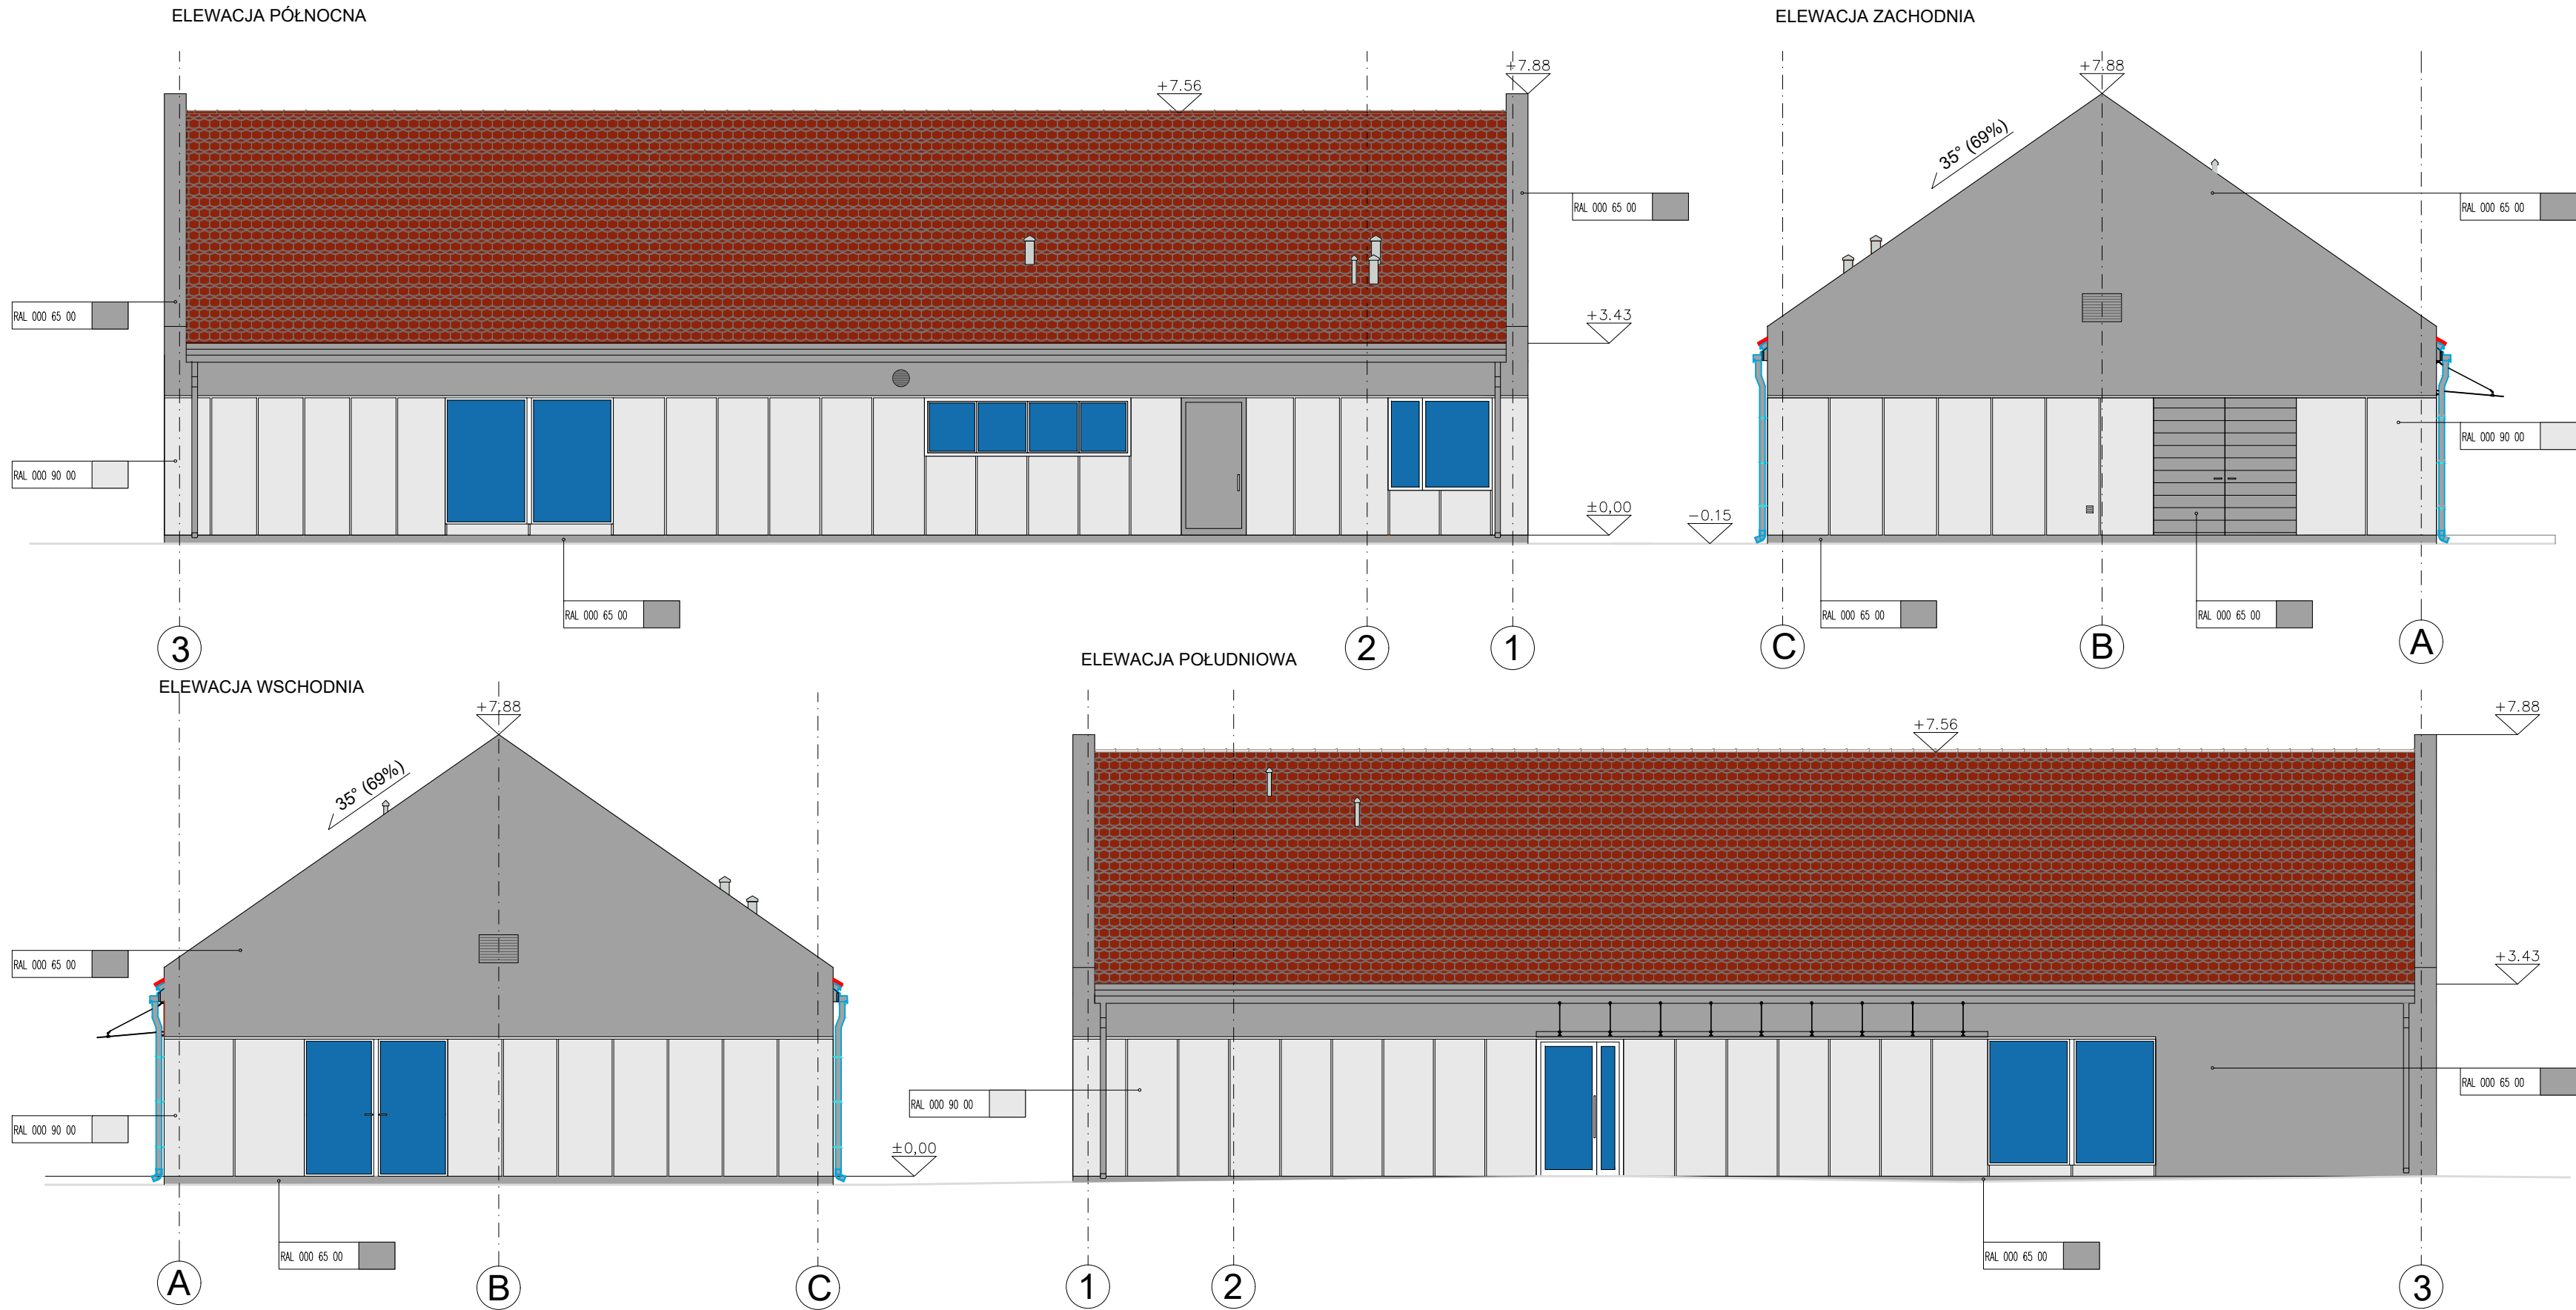 ELEWACJA PÓŁNOCNA
+7.56
+7.88
RAL 000 65 00
RAL 000 65 00
+3.43
RAL 000 90 00
±0,00
RAL 000 65 00
3
2
1
ELEWACJA ZACHODNIA
+7.88
35° (69%)
RAL 000 65 00
RAL 000 90 00
-0.15
RAL 000 65 00
RAL 000 65 00
C
B
A
ELEWACJA WSCHODNIA
+7.88
35° (69%)
RAL 000 65 00
RAL 000 90 00
±0,00
RAL 000 65 00
A
B
C
ELEWACJA POŁUDNIOWA
+7.56
+7.88
+3.43
RAL 000 90 00
RAL 000 65 00
RAL 000 65 00
1
2
3